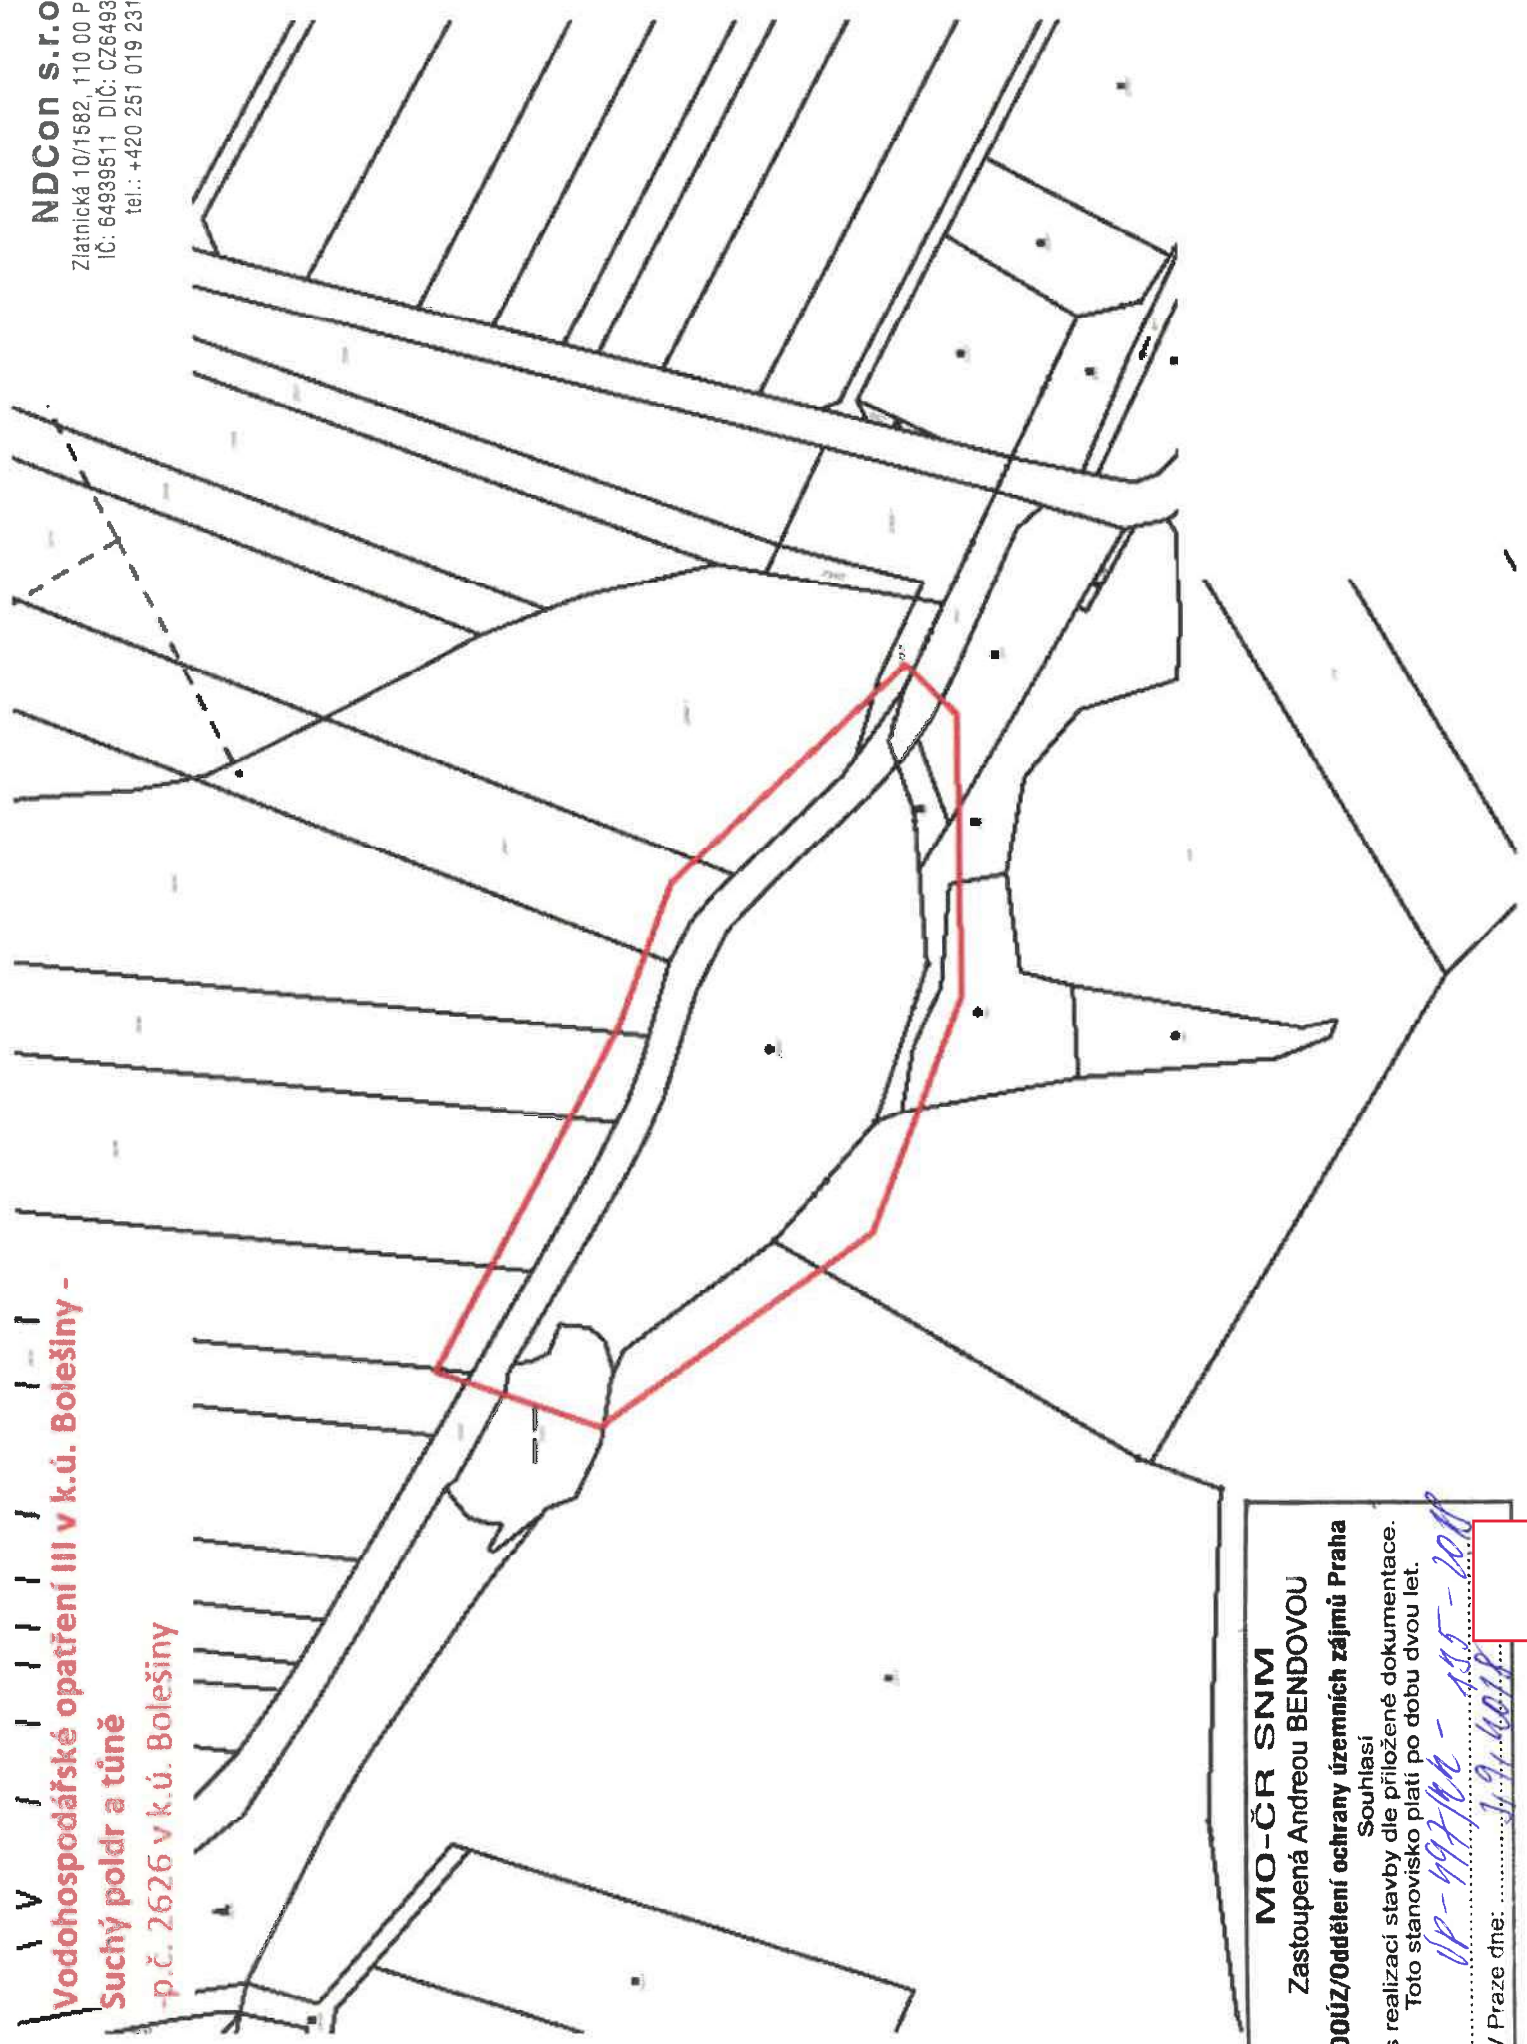 Vodohospodářské opatření III v k.ú. Bolešiny -
Suchý poldr a tůně
-p.č. 2626 v k.ú. Bolešiny
NDCon s.r.o
Zlatnická 10/1582, 110 00 P
IČ: 64939511 DIČ: CZ6493
tel.: +420 251 019 231
MO-ČR SNM
Zastoupená Andreou BENDOVOU
OOÚZ/Oddělení ochrany územních zájmů Praha
Souhlasí
s realizací stavby dle přiložené dokumentace.
Toto stanovisko platí po dobu dvou let.
Praze dne: